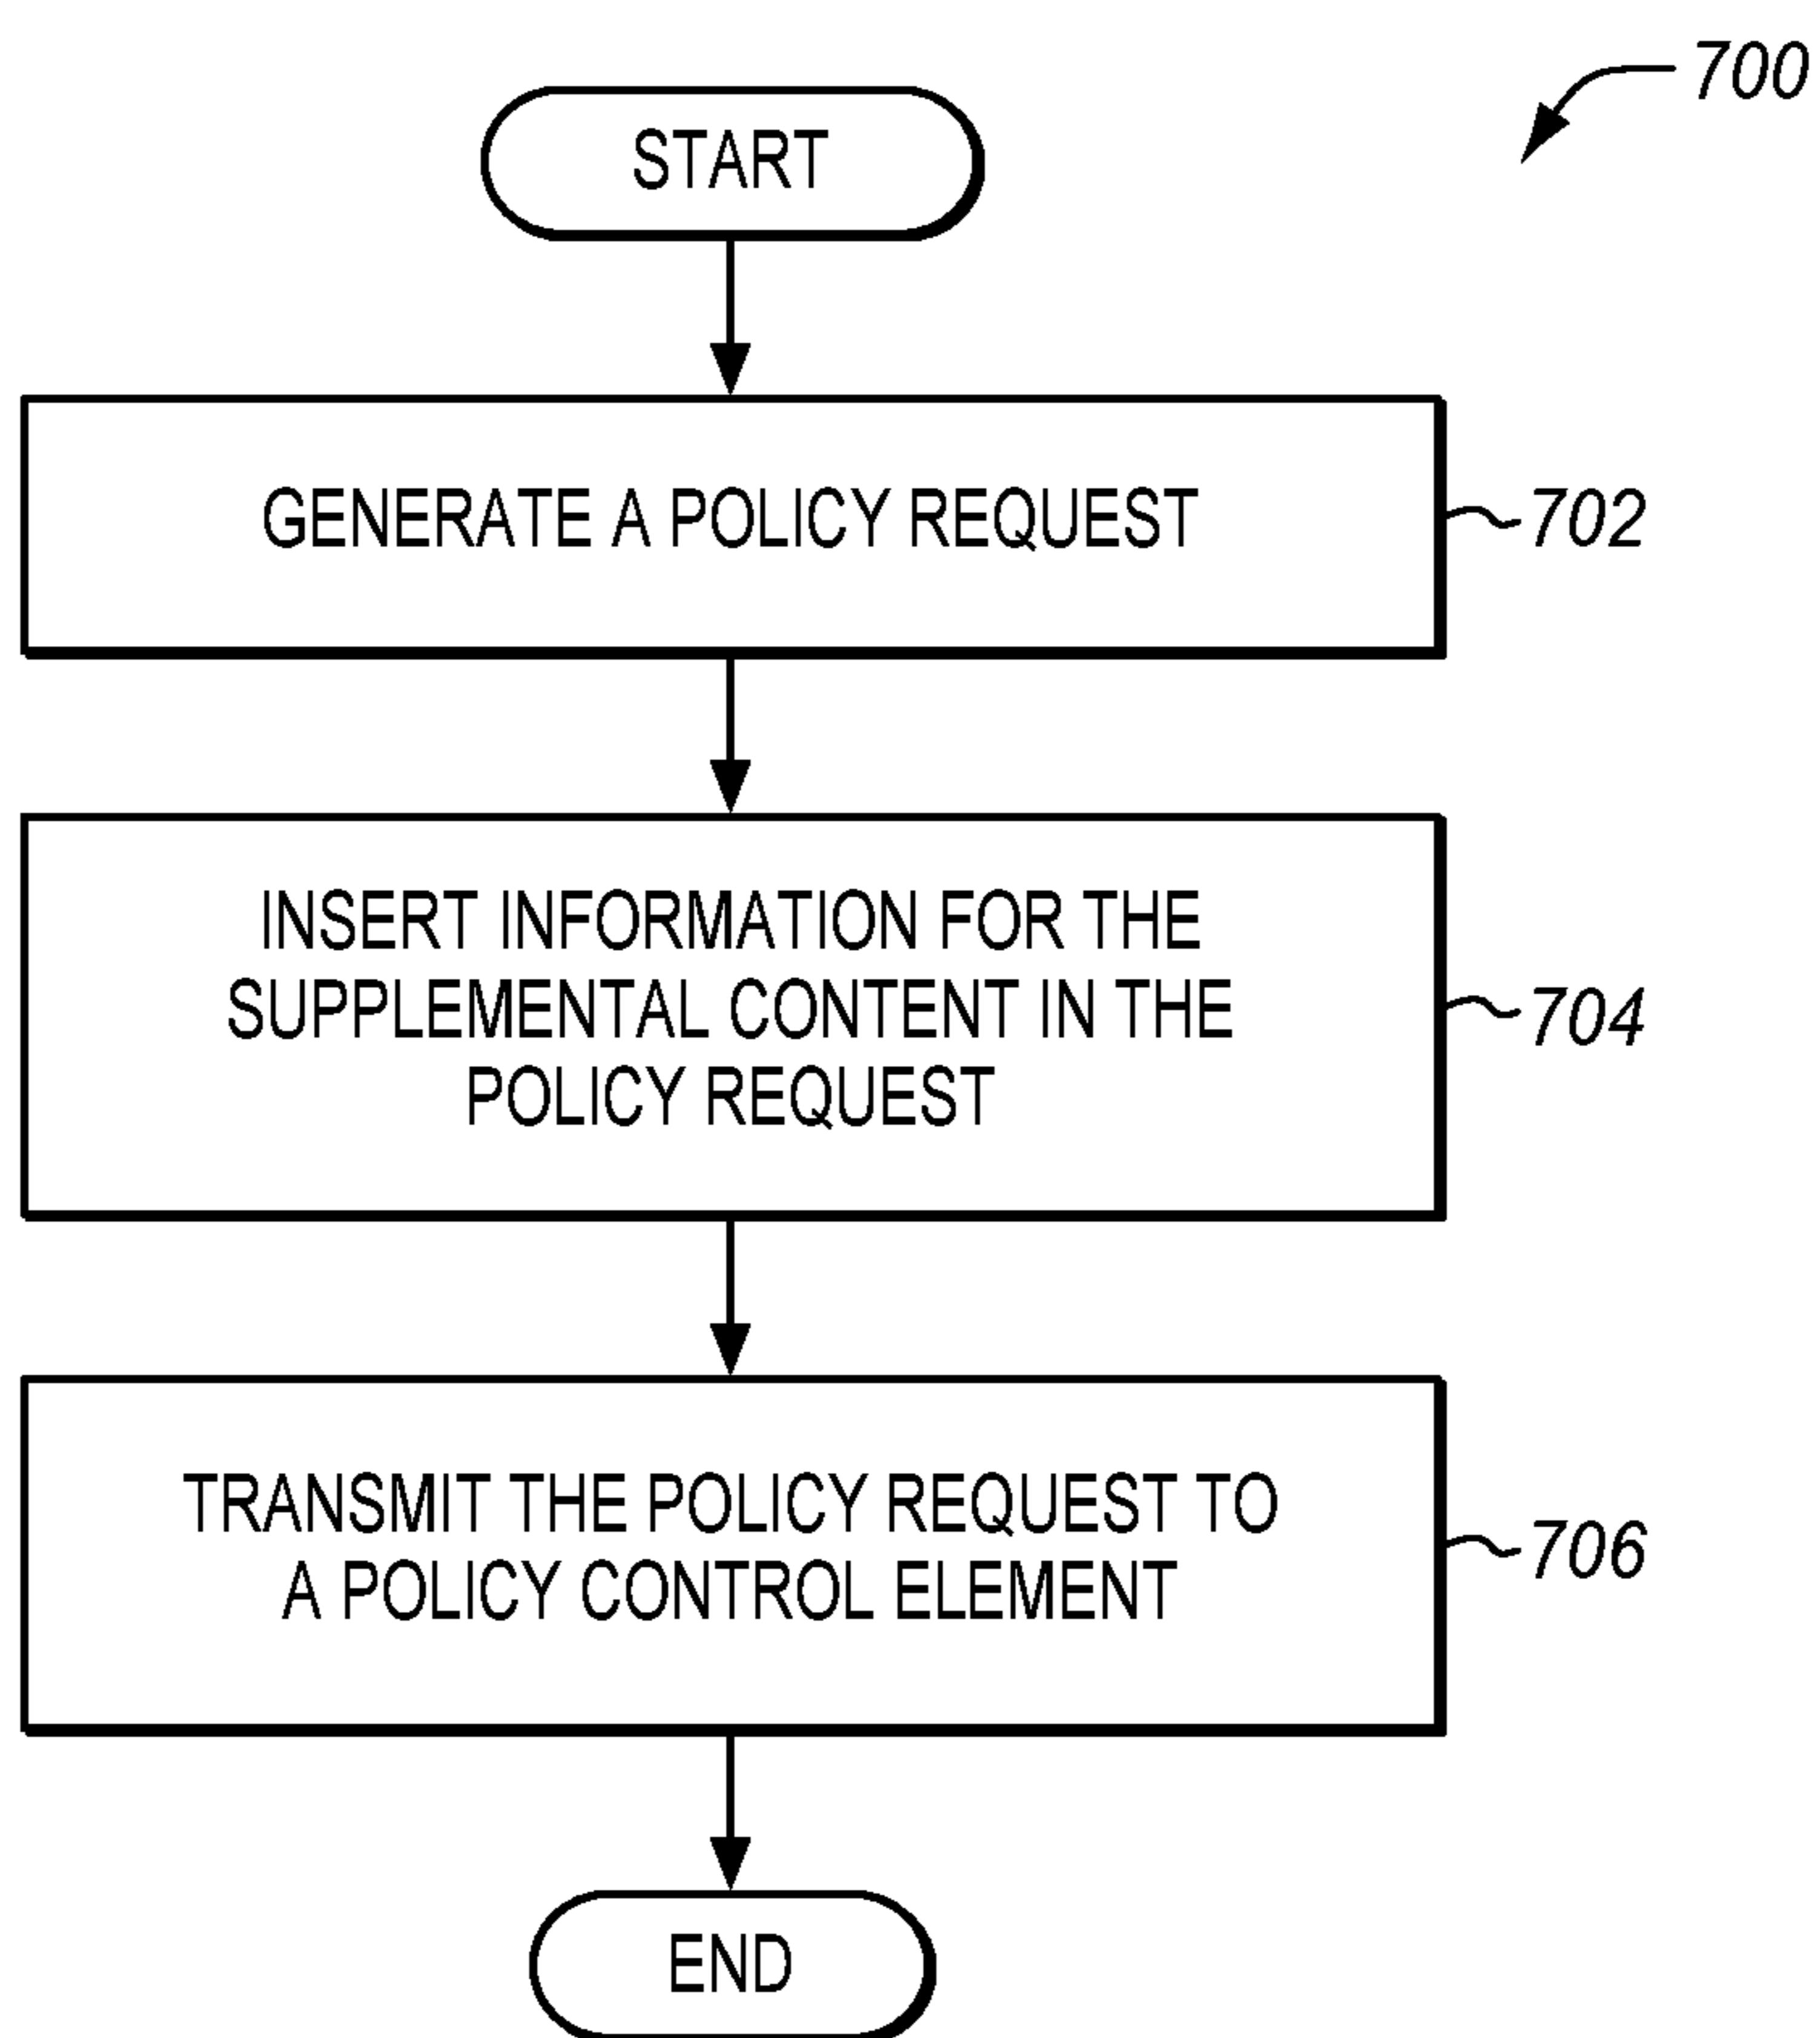 700
START
GENERATE A POLICY REQUEST
702
INSERT INFORMATION FOR THE
SUPPLEMENTAL CONTENT IN THE
POLICY REQUEST
704
TRANSMIT THE POLICY REQUEST TO
A POLICY CONTROL ELEMENT
706
END